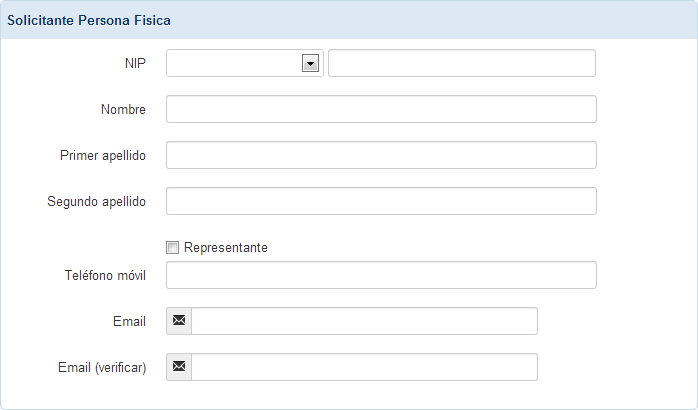 Solicitante Persona Fisica
NIP
Nombre
Primer apellido
Segundo apellido
Representante
Teléfono móvil
Email
Email (verificar)